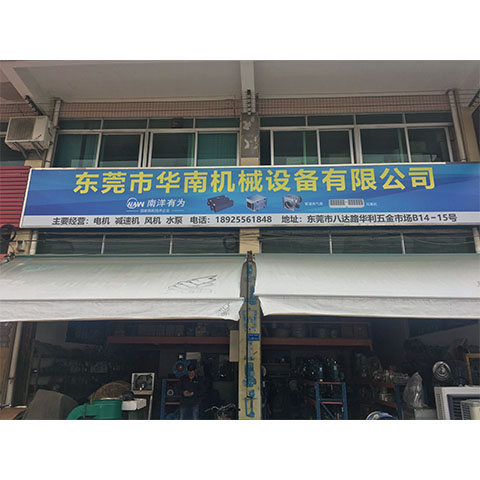 东莞市华南机械设备有限公司
NYYW 南洋有为
主要经营：电机 减速机 风机 水泵 电话：18925561848 地址：东莞市八达路华利五金市场B14-15号